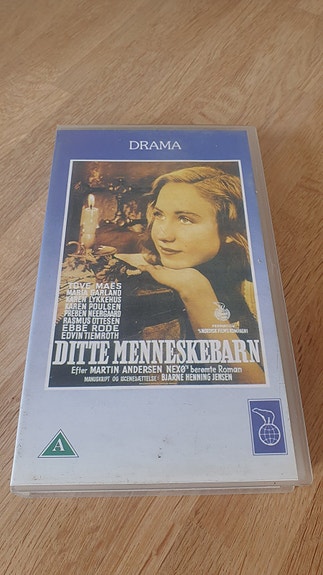 DRAMA
TOVE MAES
MARIA GARLAND
KAREN LYKKEHUS
KAREN POULSEN
PREBEN NEERGAARD
RASMUS OTTESEN
EBBE RODE
EDVIN TIEMROTH
DITTE MENNESKEBARN
Efter MARTIN ANDERSEN NEXØ's berømte Roman
MANUSKRIPT OG ISCENESÆTTELSE: BJARNE HENNING JENSEN
A